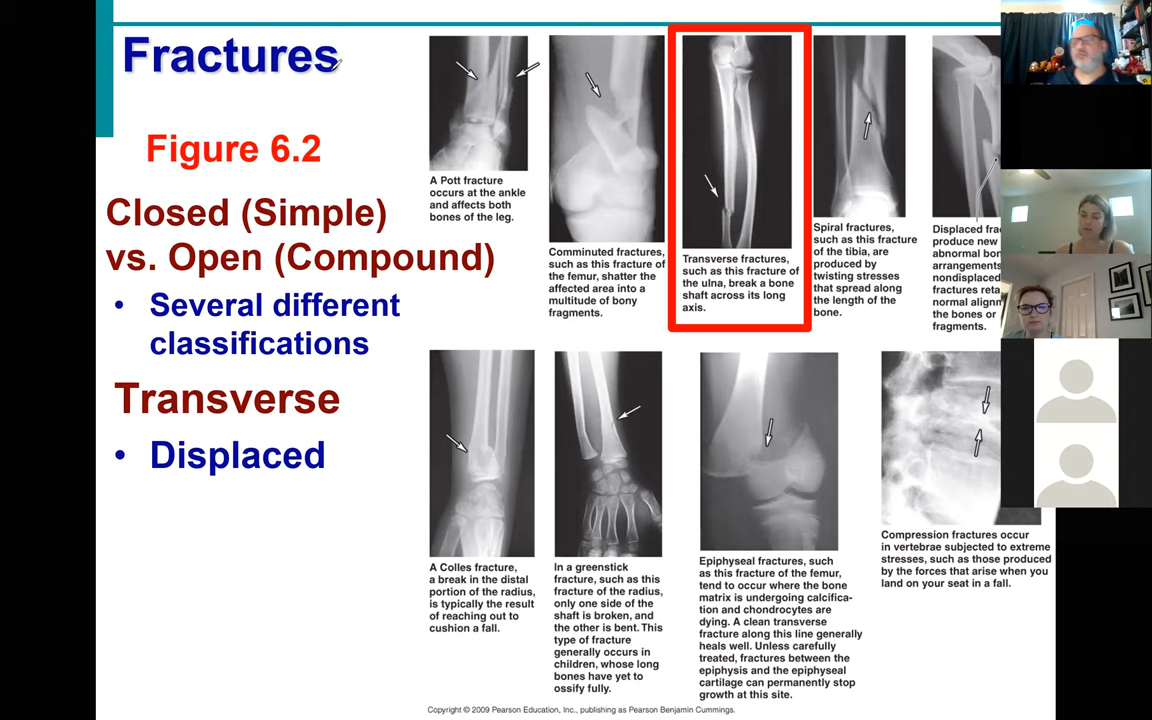 Fractures
Figure 6.2
Closed (Simple)
vs. Open (Compound)
• Several different
classifications
Transverse
• Displaced
A Pott fracture
occurs at the ankle
and affects both
bones of the leg.
Comminuted fractures,
such as this fracture of
the femur, shatter the
affected area into a
multitude of bony
fragments.
Transverse fractures,
such as this fracture of
the ulna, break a bone
shaft across its long
axis.
Spiral fractures,
such as this fracture
of the tibia, are
produced by
twisting stresses
that spread along
the length of the
bone.
Displaced
produce new
abnormal bon
arrangements
nondisplaced
fractures
normal
the bones or
fragments.
A Colles fracture,
a break in the distal
portion of the radius,
is typically the result
of reaching out to
cushion a fall.
In a greenstick
fracture, such as this
fracture of the radius,
only one side of the
shaft is broken, and
the other is bent. This
type of fracture
generally occurs in
children, whose long
bones have yet to
ossify fully.
Epiphyseal fractures, such
as this fracture of the femur,
tend to occur where the bone
matrix is undergoing calcifica-
tion and chondrocytes are
dying. A clean transverse
fracture along this line generally
heals well. Unless carefully
treated, fractures between the
epiphysis and the epiphyseal
cartilage can permanently stop
growth at this site.
Compression fractures occur
in vertebrae subjected to extreme
stresses, such as those produced
by the forces that arise when you
land on your seat in a fall.
Copyright © 2009 Pearson Education, Inc., publishing as Pearson Benjamin Cummings.